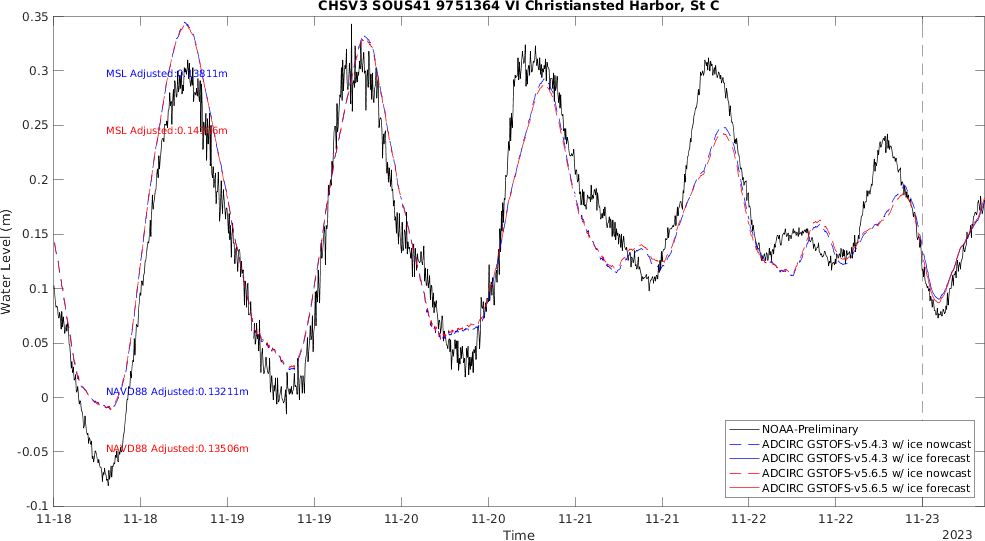 CHSV3 SOUS41 9751364 VI Christiansted Harbor, St C
0.35
0.3
0.25
0.2
0.15
0.1
0.05
0
-0.05
-0.1
Water Level (m)
MSL Adjusted:0.13811m
MSL
NAVD88 Adjusted:0.13211m
NAVD88 Adjusted:0.13506m
NOAA-Preliminary
ADCIRC GSTOFS-v5.4.3 w/ ice nowcast
ADCIRC GSTOFS-v5.4.3 w/ ice forecast
ADCIRC GSTOFS-v5.6.5 w/ ice nowcast
ADCIRC GSTOFS-v5.6.5 w/ ice forecast
11-18 11-18 11-19 11-19 11-20 11-20 11-21 11-21 11-22 11-22 11-23
Time
2023